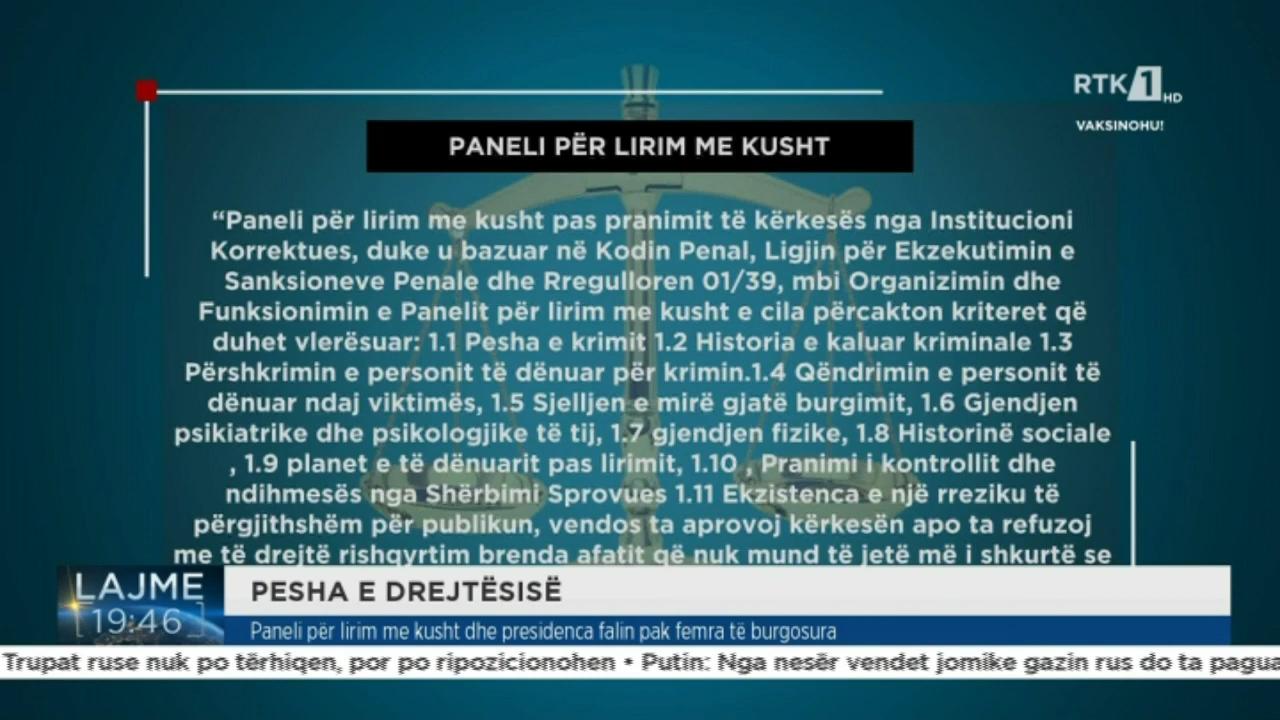 RTK 1 HD
VAKSINOHU!
PANELI PËR LIRIM ME KUSHT
“Paneli për lirim me kusht pas pranimit të kërkesës nga Institucioni
Korrektues, duke u bazuar në Kodin Penal, Ligjin për Ekzekutimin e
Sanksioneve Penale dhe Rregulloren 01/39, mbi Organizimin dhe
Funksionimin e Panelit për lirim me kusht e cila përcakton kriteret që
duhet vlerësuar: 1.1 Pesha e krimit 1.2 Historia e kaluar kriminale 1.3
Përshkrimin e personit të dënuar për krimin.1.4 Qëndrimin e personit të
dënuar ndaj viktimës, 1.5 Sjelljen e mirë gjatë burgimit, 1.6 Gjendjen
psikiatrike dhe psikologjike të tij, 1.7 gjendjen fizike, 1.8 Historinë sociale
, 1.9 planet e të dënuarit pas lirimit, 1.10 , Pranimi i kontrollit dhe
ndihmesës nga Shërbimi Sprovues 1.11 Ekzistenca e një rreziku të
përgjithshëm për publikun, vendos ta aprovoj kërkesën apo ta refuzoj
me të drejtë rishqyrtim brenda afatit që nuk mund të jetë më i shkurtë se
LAJME
19:46
PESHA E DREJTËSISË
Paneli për lirim me kusht dhe presidenca falin pak femra të burgosura
Trupat ruse nuk po tërhiqen, por po ripozicionohen • Putin: Nga nesër vendet jomike gazin rus do ta pagua